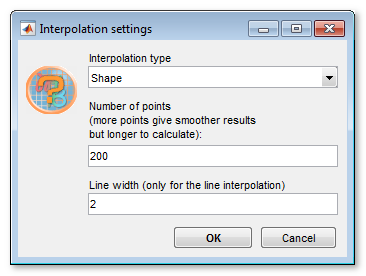 Interpolation settings
Interpolation type
Shape
Number of points
(more points give smoother results
but longer to calculate):
200
Line width (only for the line interpolation)
2
OK Cancel